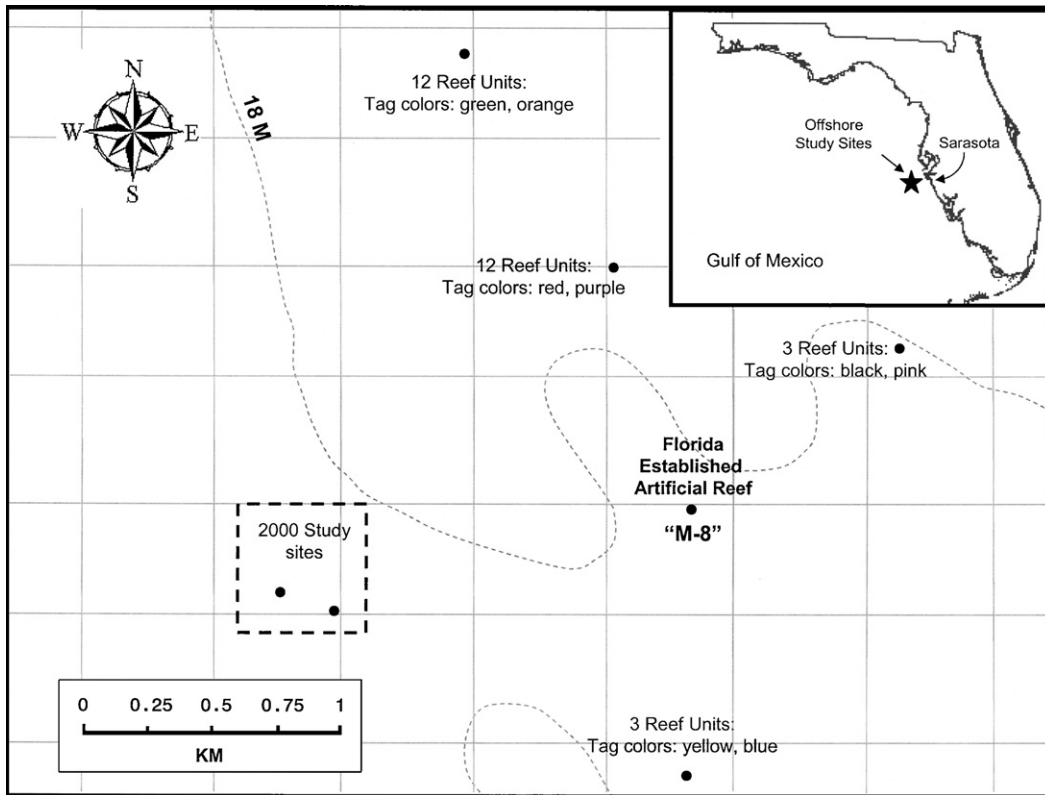 N
W
E
S
18 M
12 Reef Units:
Tag colors: green, orange
Offshore
Study Sites
Sarasota
Gulf of Mexico
12 Reef Units:
Tag colors: red, purple
3 Reef Units:
Tag colors: black, pink
Florida
Established
Artificial Reef
“M-8”
2000 Study
sites
0 0.25 0.5 0.75 1
KM
3 Reef Units:
Tag colors: yellow, blue